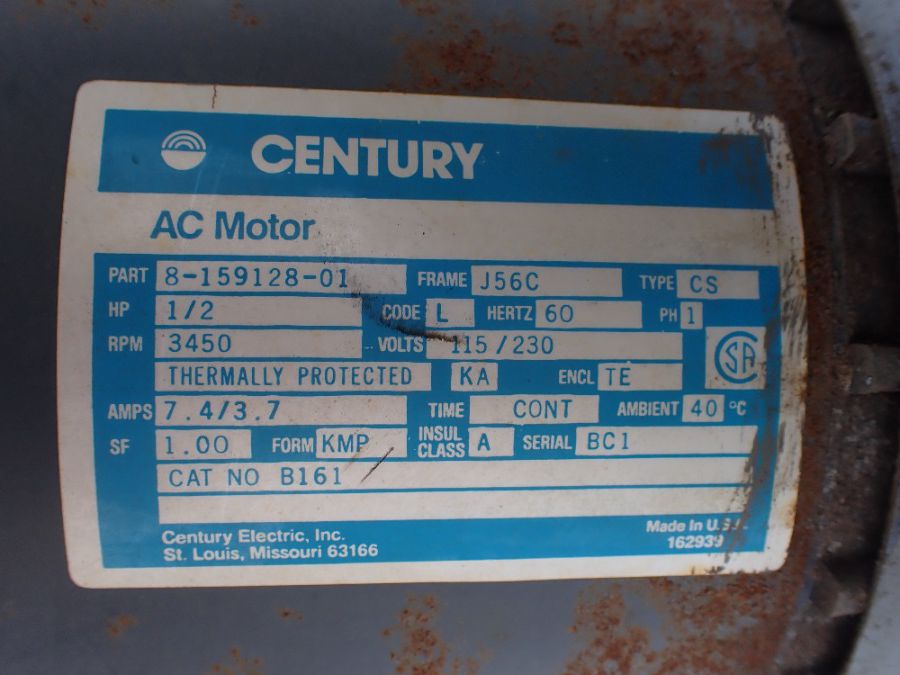 CENTURY
AC Motor
PART 8-159128-01 FRAME J56C TYPE CS
HP 1/2 CODE L HERTZ 60 PH 1
RPM 3450 VOLTS 115/230
THERMALLY PROTECTED KA ENCL TE
AMPS 7.4/3.7 TIME CONT AMBIENT 40 °C
SF 1.00 FORM KMP INSUL CLASS A SERIAL BC1
CAT NO B161
Century Electric, Inc. Made In U.S.A.
St. Louis, Missouri 63166 162939
SA